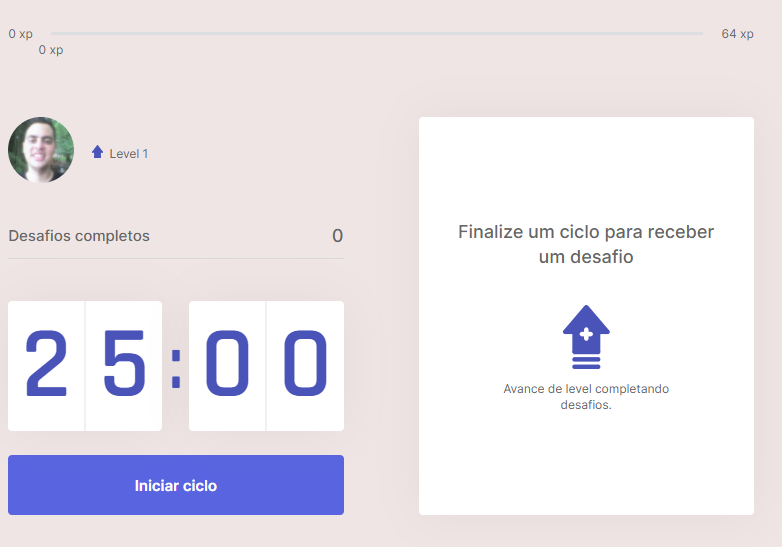 0 xp
64 xp
0 xp
Level 1
Desafios completos
0
25:00
Iniciar ciclo
Finalize um ciclo para receber
um desafio
Avance de level completando
desafios.